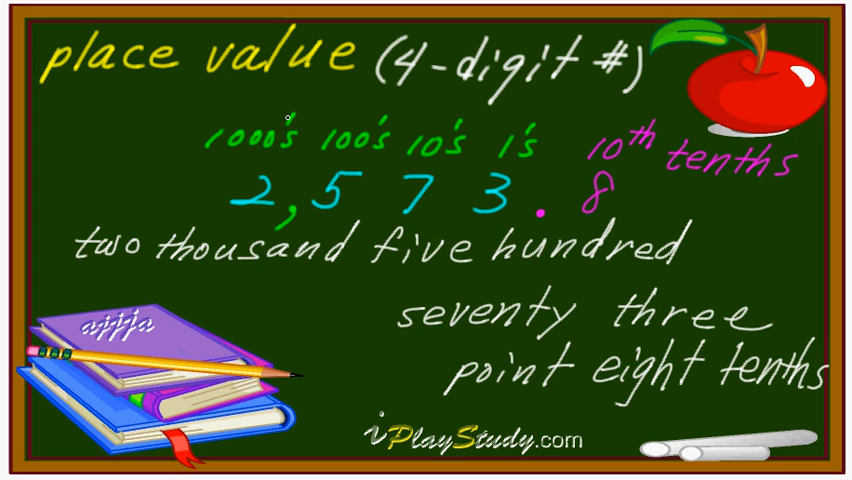 place value (4-digit #)
1000's 100's 10's 1's 10th tenths
2,573.8
two thousand five hundred
seventy three
point eight tenths
ajjja
iPlayStudy.com